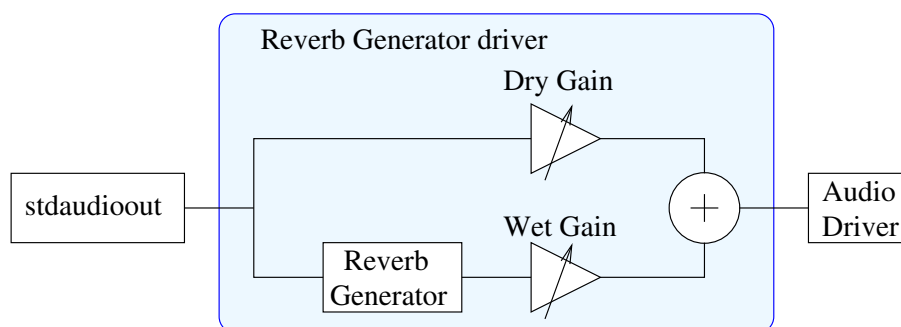 Reverb Generator driver
Dry Gain
stdaudioout
Audio
Driver
Wet Gain
Reverb
Generator